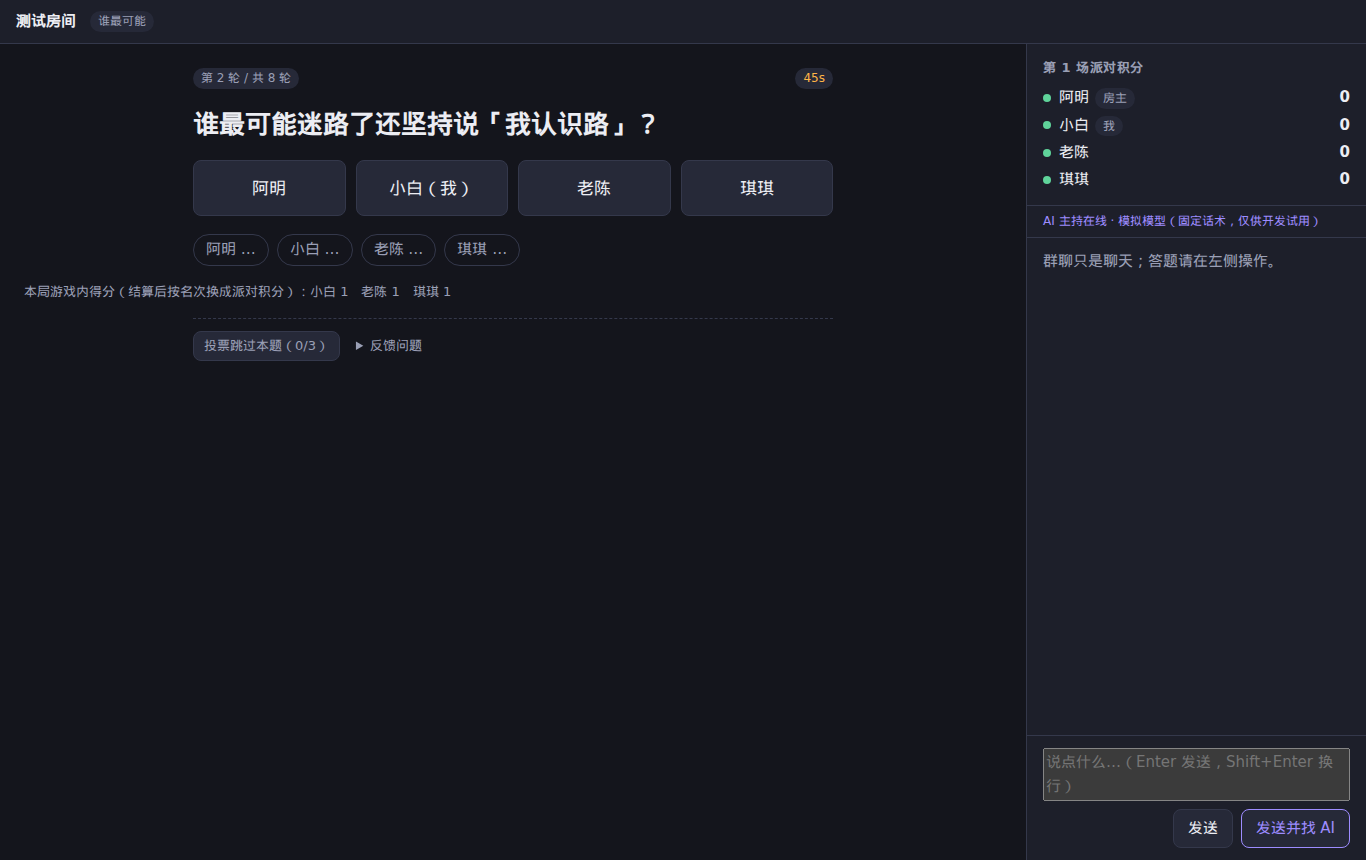 测试房间 谁最可能
第 2 轮 / 共 8 轮 45s
谁最可能迷路了还坚持说「我认识路」？
阿明 小白（我） 老陈 琪琪
阿明 … 小白 … 老陈 … 琪琪 …
本局游戏内得分（结算后按名次换成派对积分）：小白 1 老陈 1 琪琪 1
投票跳过本题（0/3） ▶ 反馈问题
第 1 场派对积分
阿明 房主 0
小白 我 0
老陈 0
琪琪 0
AI 主持在线 · 模拟模型（固定话术，仅供开发试用）
群聊只是聊天；答题请在左侧操作。
说点什么…（Enter 发送，Shift+Enter 换
行）
发送 发送并找 AI